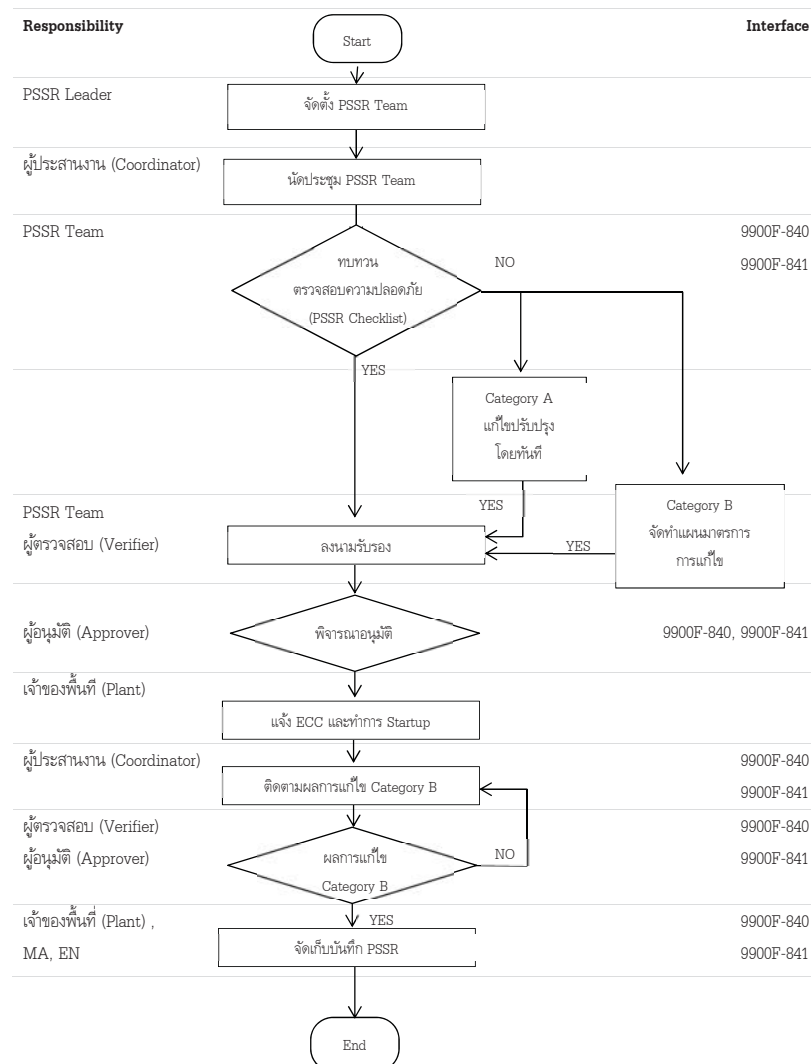 Responsibility
Interface
Start
PSSR Leader
จัดตั้ง PSSR Team
ผู้ประสานงาน (Coordinator)
นัดประชุม PSSR Team
PSSR Team
9900F-840
ทบทวน
NO
9900F-841
ตรวจสอบความปลอดภัย
(PSSR Checklist)
YES
Category A
แก้ไขปรับปรุง
โดยทันที
PSSR Team
YES
Category B
ผู้ตรวจสอบ (Verifier)
ลงนามรับรอง
YES
จัดทำแผนมาตรการ
การแก้ไข
ผู้อนุมัติ (Approver)
พิจารณาอนุมัติ
9900F-840, 9900F-841
เจ้าของพื้นที่ (Plant)
แจ้ง ECC และทำการ Startup
ผู้ประสานงาน (Coordinator)
9900F-840
ติดตามผลการแก้ไข Category B
9900F-841
ผู้ตรวจสอบ (Verifier)
9900F-840
ผู้อนุมัติ (Approver)
ผลการแก้ไข
NO
9900F-841
Category B
เจ้าของพื้นที่ (Plant) ,
YES
9900F-840
MA, EN
จัดเก็บบันทึก PSSR
9900F-841
End